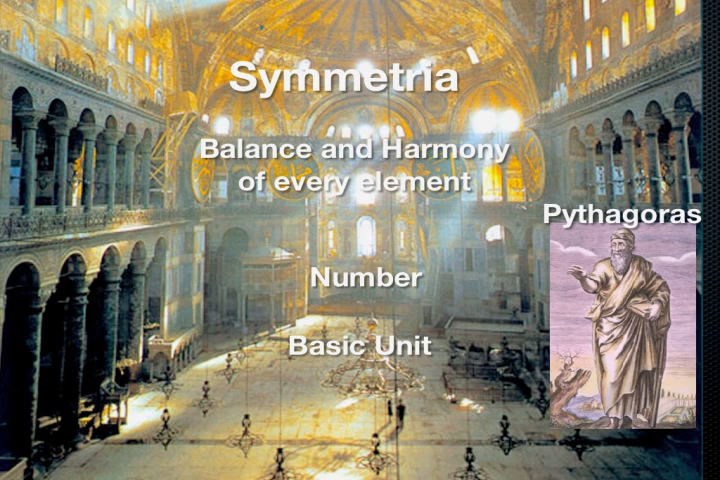 Symmetria
Balance and Harmony
of every element
Pythagoras
Number
Basic Unit